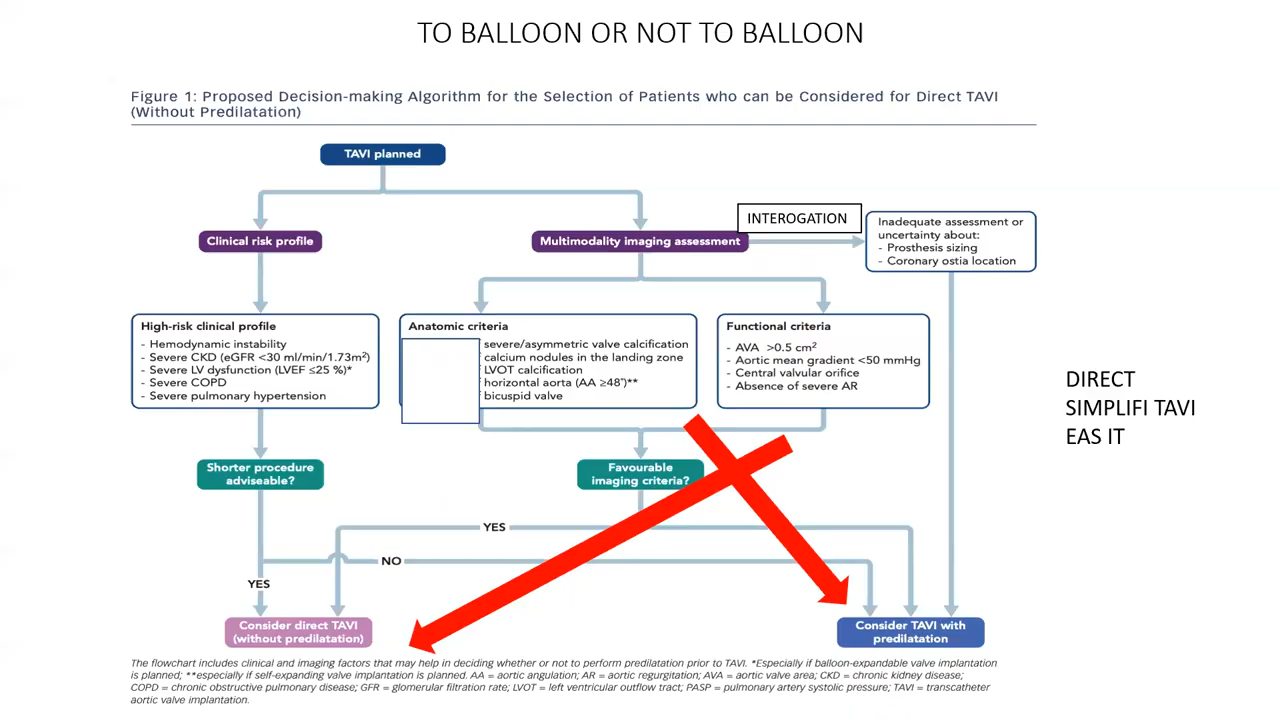 TO BALLOON OR NOT TO BALLOON
Figure 1: Proposed Decision-making Algorithm for the Selection of Patients who can be Considered for Direct TAVI
(Without Predilatation)
TAVI planned
Clinical risk profile
Multimodality imaging assessment
INTEROGATION
Inadequate assessment or
uncertainty about:
- Prosthesis sizing
- Coronary ostia location
High-risk clinical profile
- Hemodynamic instability
- Severe CKD (eGFR <30 ml/min/1.73m²)
- Severe LV dysfunction (LVEF ≤25 %)*
- Severe COPD
- Severe pulmonary hypertension
Anatomic criteria
severe/asymmetric valve calcification
calcium nodules in the landing zone
LVOT calcification
horizontal aorta (AA ≥48°)**
bicuspid valve
Functional criteria
- AVA >0.5 cm²
- Aortic mean gradient <50 mmHg
- Central valvular orifice
- Absence of severe AR
DIRECT
SIMPLIFI TAVI
EAS IT
Shorter procedure
adviseable?
Favourable
imaging criteria?
YES
NO
YES
Consider direct TAVI
(without predilatation)
Consider TAVI with
predilatation
The flowchart includes clinical and imaging factors that may help in deciding whether or not to perform predilatation prior to TAVI. *Especially if balloon-expandable valve implantation
is planned; **especially if self-expanding valve implantation is planned. AA = aortic angulation; AR = aortic regurgitation; AVA = aortic valve area; CKD = chronic kidney disease;
COPD = chronic obstructive pulmonary disease; GFR = glomerular filtration rate; LVOT = left ventricular outflow tract; PASP = pulmonary artery systolic pressure; TAVI = transcatheter
aortic valve implantation.